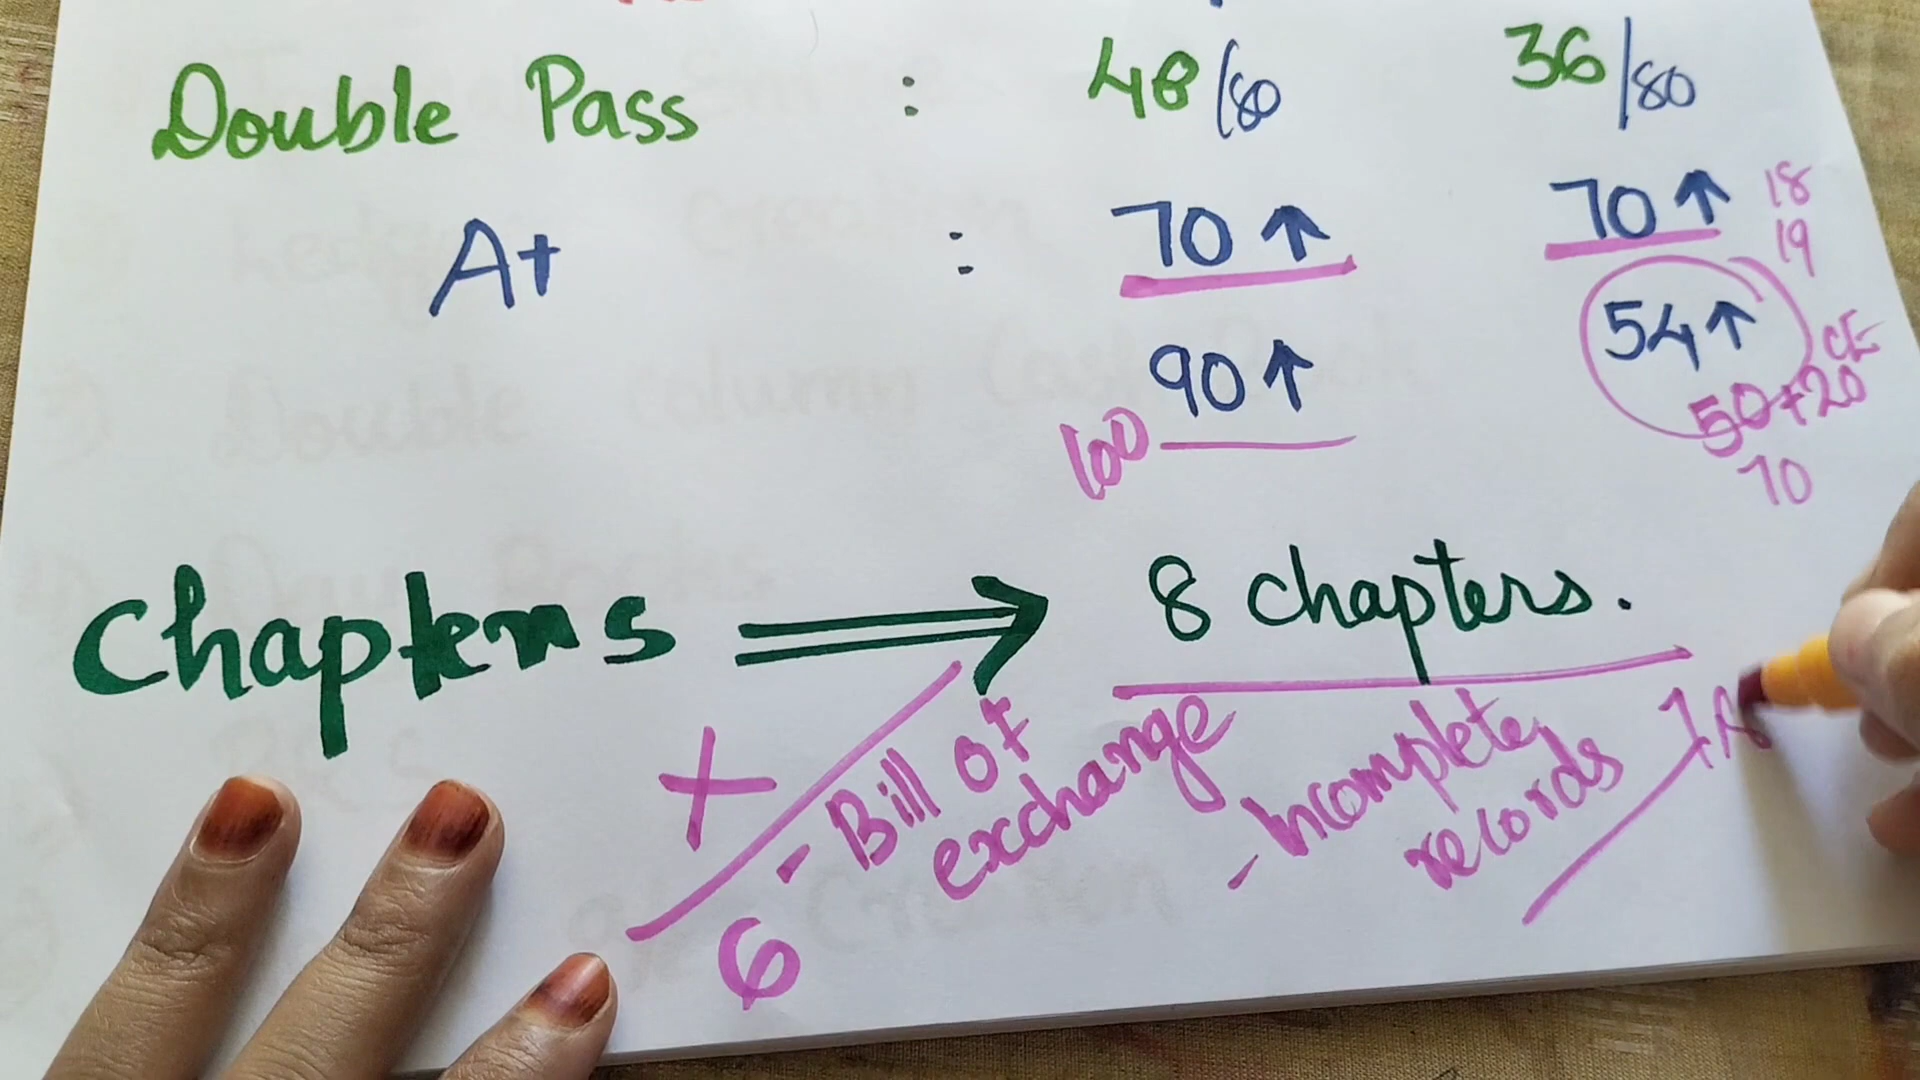 Double Pass : 48/80 36/80
A+ : 70↑ 70↑ 18
19
90↑ 54↑ CE
100 50+20
70
Chapters ⇒ 8 chapters.
+ - Bill of exchange - Incomplete records
6